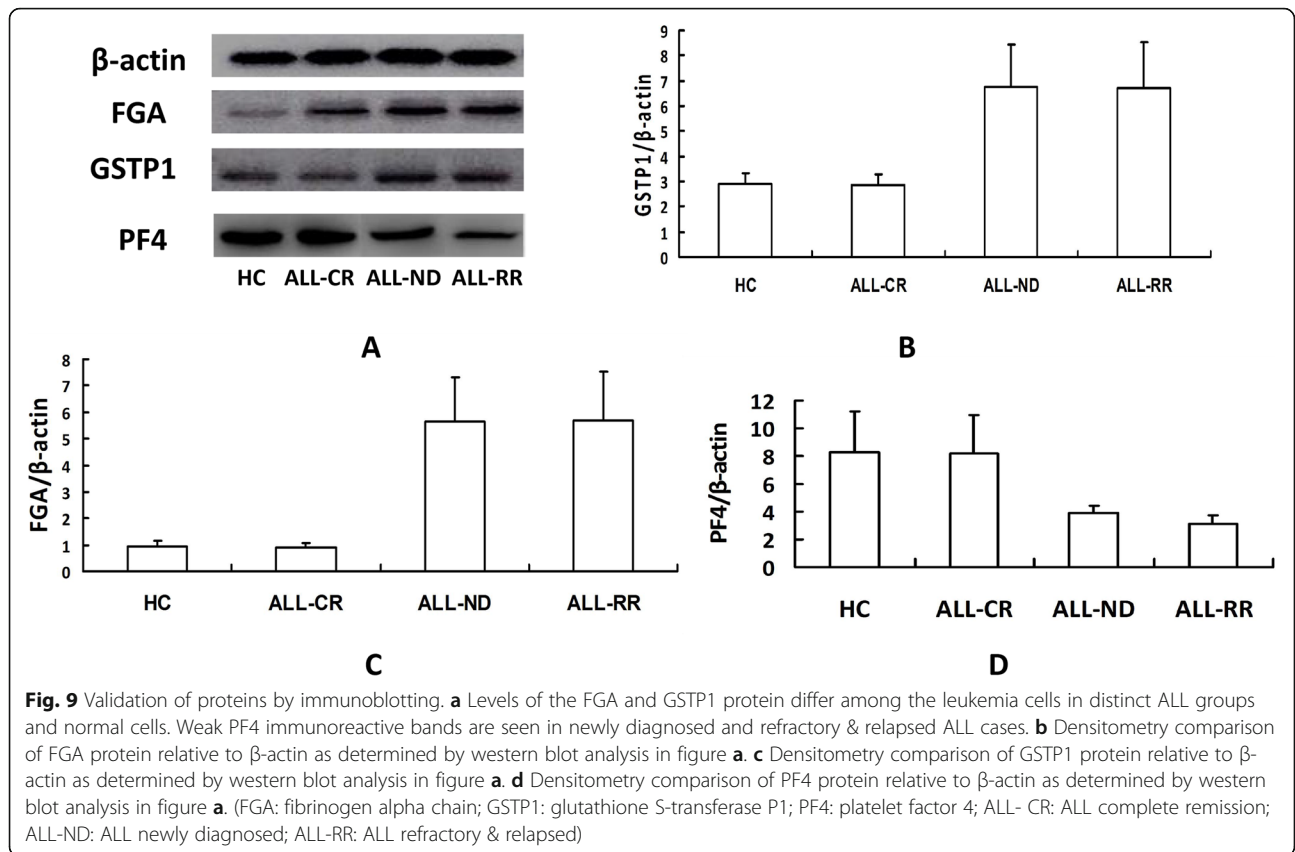 β-actin
FGA
GSTP1
PF4
HC ALL-CR ALL-ND ALL-RR
A
GSTP1/β-actin
9
8
7
6
5
4
3
2
1
0
HC ALL-CR ALL-ND ALL-RR
B
FGA/β-actin
8
7
6
5
4
3
2
1
0
HC ALL-CR ALL-ND ALL-RR
C
PF4/β-actin
12
10
8
6
4
2
0
HC ALL-CR ALL-ND ALL-RR
D
Fig. 9 Validation of proteins by immunoblotting. a Levels of the FGA and GSTP1 protein differ among the leukemia cells in distinct ALL groups
and normal cells. Weak PF4 immunoreactive bands are seen in newly diagnosed and refractory & relapsed ALL cases. b Densitometry comparison
of FGA protein relative to β-actin as determined by western blot analysis in figure a. c Densitometry comparison of GSTP1 protein relative to β-
actin as determined by western blot analysis in figure a. d Densitometry comparison of PF4 protein relative to β-actin as determined by western
blot analysis in figure a. (FGA: fibrinogen alpha chain; GSTP1: glutathione S-transferase P1; PF4: platelet factor 4; ALL- CR: ALL complete remission;
ALL-ND: ALL newly diagnosed; ALL-RR: ALL refractory & relapsed)